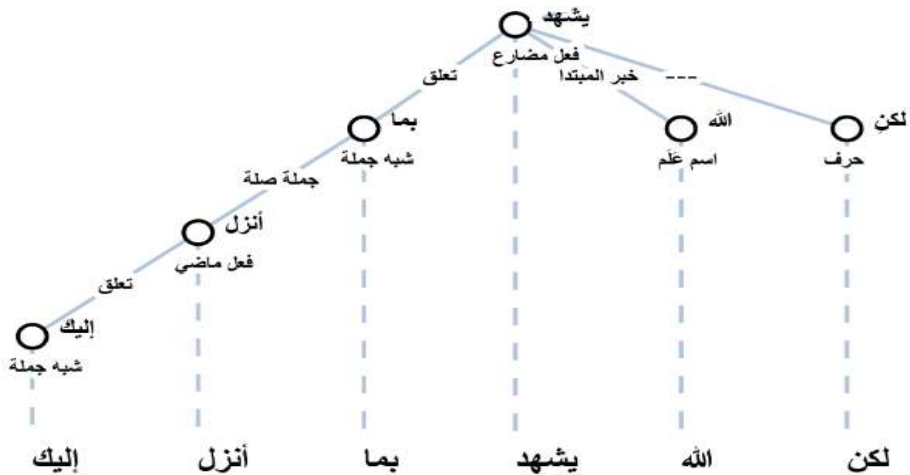 يشهد
فعل مضارع
تعلق خبر المبتدا ---
لكنِ الله بما
حرف اسم عَلَم شبه جملة
جملة صلة
أنزل
فعل ماضي
تعلق
إليك
شبه جملة
لكن الله يشهد بما أنزل إليك